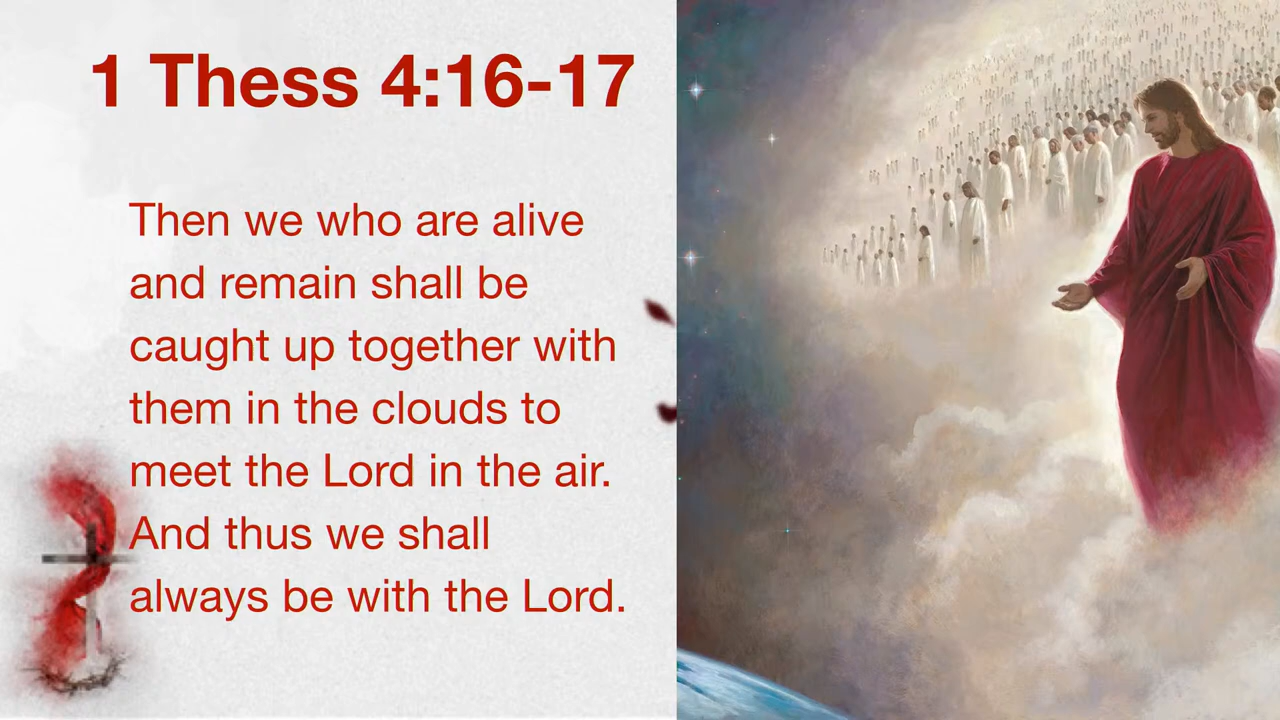 1 Thess 4:16-17
Then we who are alive
and remain shall be
caught up together with
them in the clouds to
meet the Lord in the air.
And thus we shall
always be with the Lord.